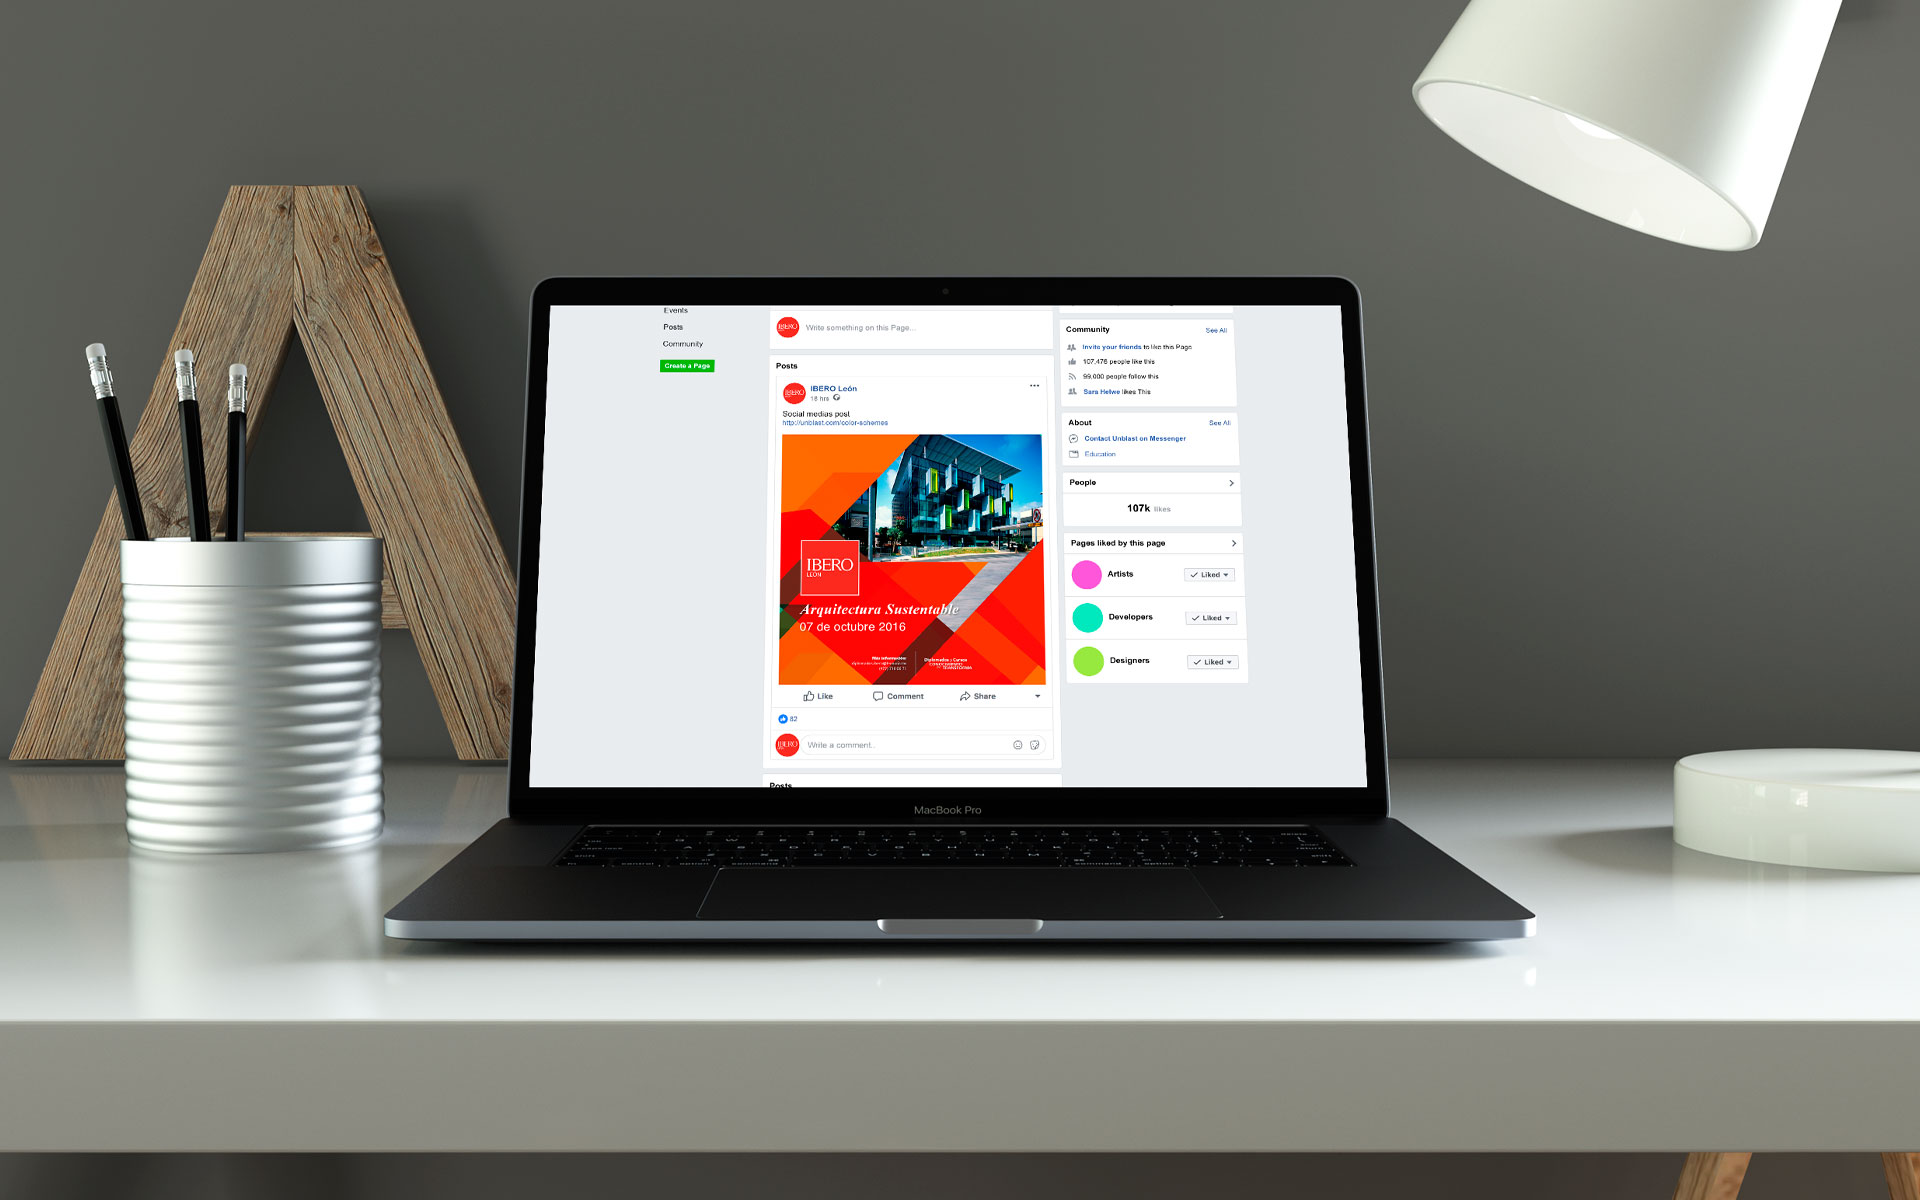 Events
Posts
Community
Create a Page
IBERO
Write something on this Page...
Posts
IBERO
IBERO León
18 hrs
Social medias post
http://unblast.com/color-schemes
IBERO
LEÓN
Arquitectura Sustentable
07 de octubre 2016
Más información:
Diplomados y Cursos
Like
Comment
Share
82
IBERO
Write a comment..
Posts
Community
See All
Invite your friends to like this Page
107,476 people like this
99,000 people follow this
Sara Helwe likes This
About
See All
Contact Unblast on Messenger
Education
People
107k likes
Pages liked by this page
Artists
Liked
Developers
Liked
Designers
Liked
MacBook Pro